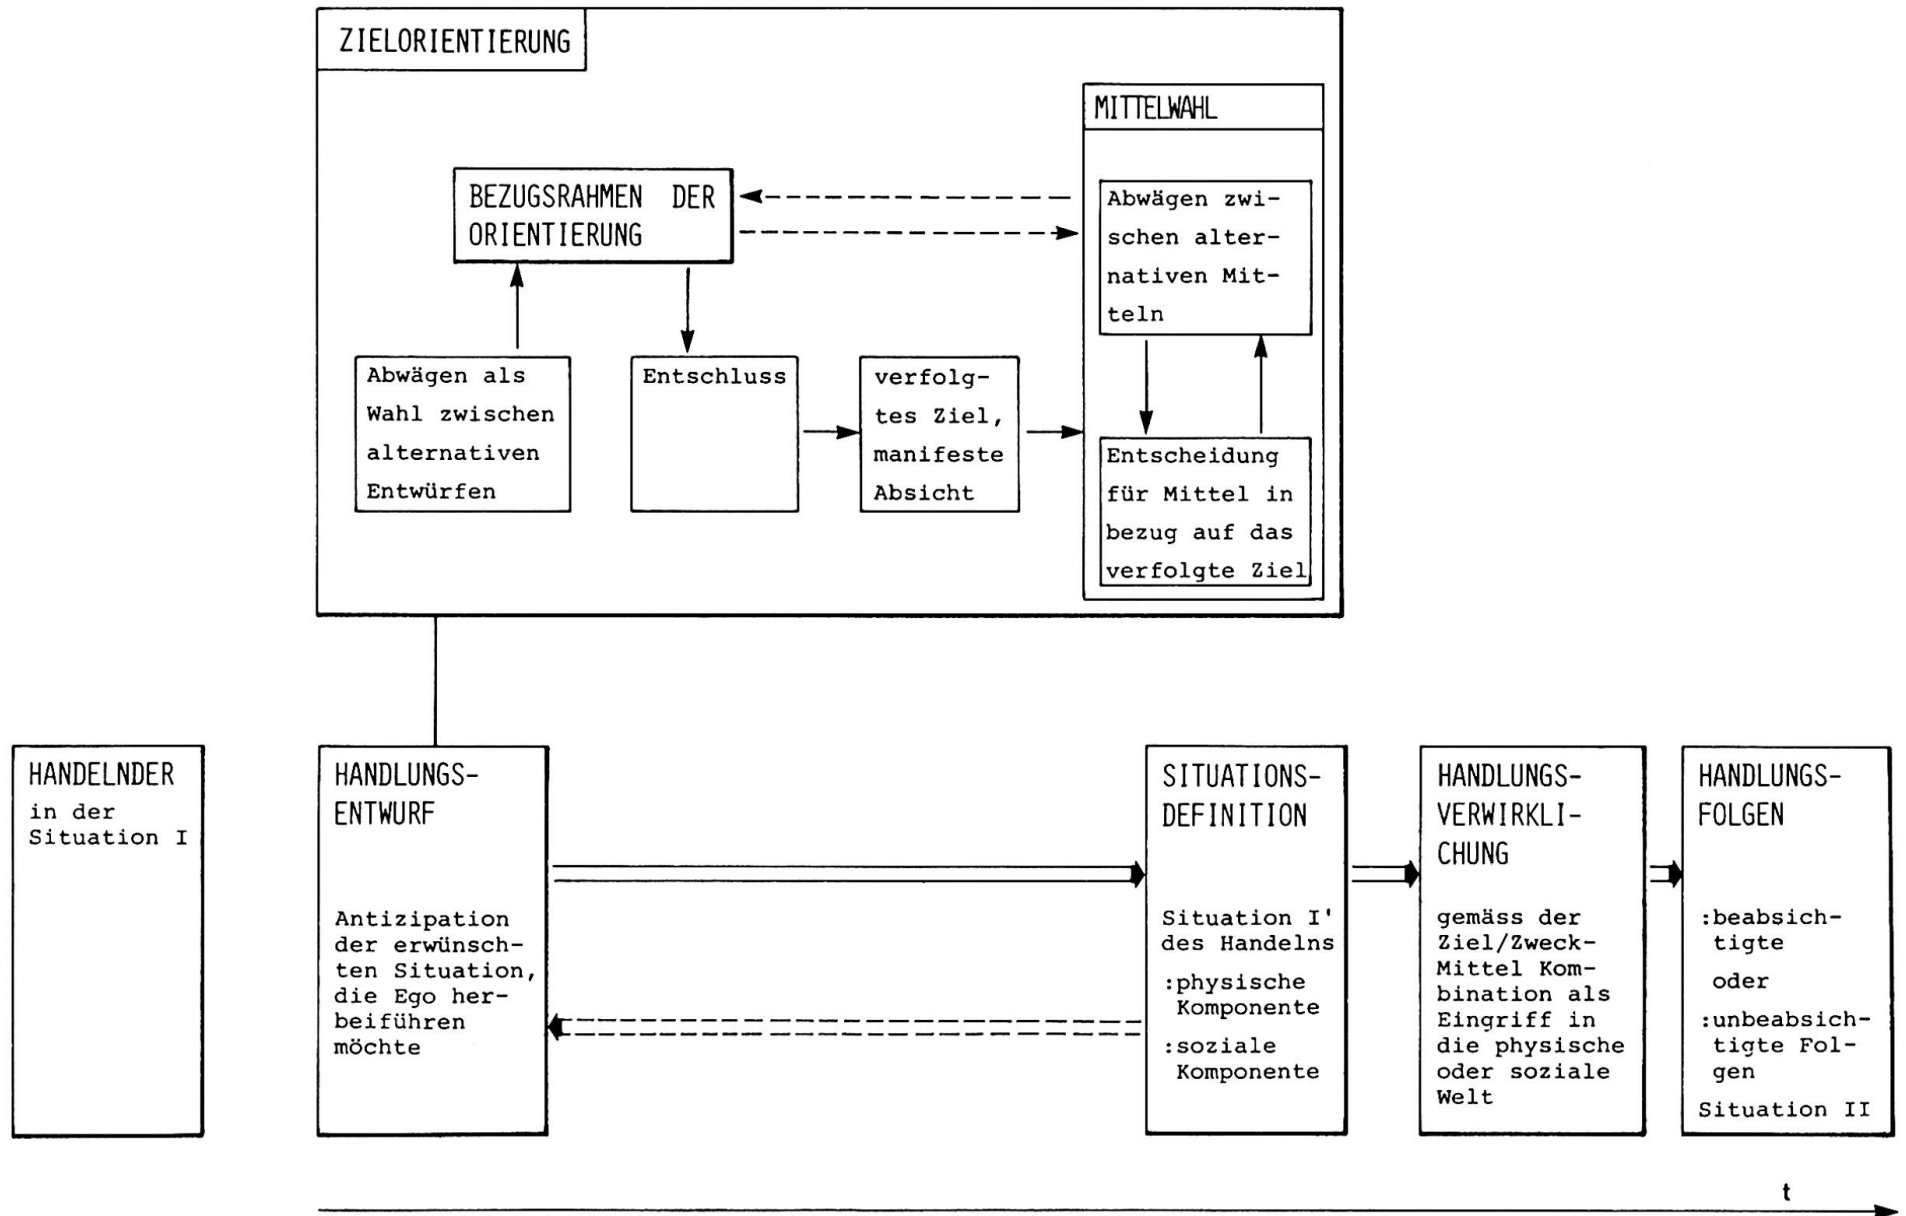 ZIELORIENTIERUNG
MITTELWAHL
BEZUGSRAHMEN DER
ORIENTIERUNG
Abwägen zwi-
schen alter-
nativen Mit-
teln
Abwägen als
Wahl zwischen
alternativen
Entwürfen
Entschluss
verfolg-
tes Ziel,
manifeste
Absicht
Entscheidung
für Mittel in
bezug auf das
verfolgte Ziel
HANDELNDER
in der
Situation I
HANDLUNGS-
ENTWURF
Antizipation
der erwünsch-
ten Situation,
die Ego her-
beiführen
möchte
SITUATIONS-
DEFINITION
Situation I'
des Handelns
:physische
Komponente
:soziale
Komponente
HANDLUNGS-
VERWIRKLI-
CHUNG
gemäss der
Ziel/Zweck-
Mittel Kom-
bination als
Eingriff in
die physische
oder soziale
Welt
HANDLUNGS-
FOLGEN
:beabsich-
tigte
oder
:unbeabsich-
tigte Fol-
gen
Situation II
t